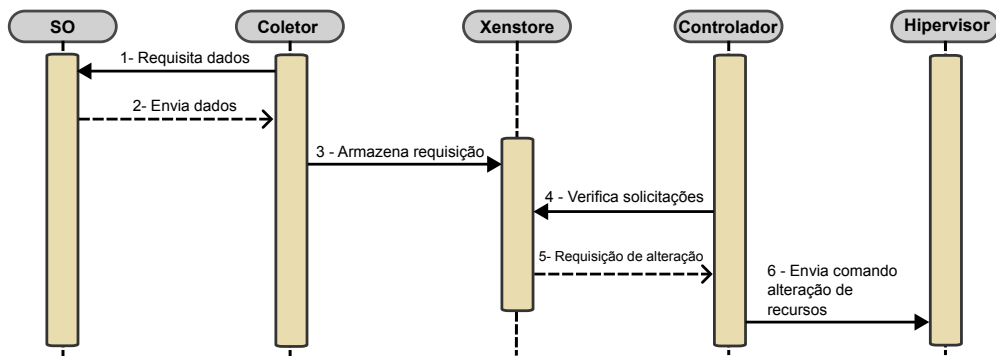 SO
Coletor
Xenstore
Controlador
Hipervisor
1- Requisita dados
2- Envia dados
3 - Armazena requisição
4 - Verifica solicitações
5- Requisição de alteração
6 - Envia comando
alteração de
recursos